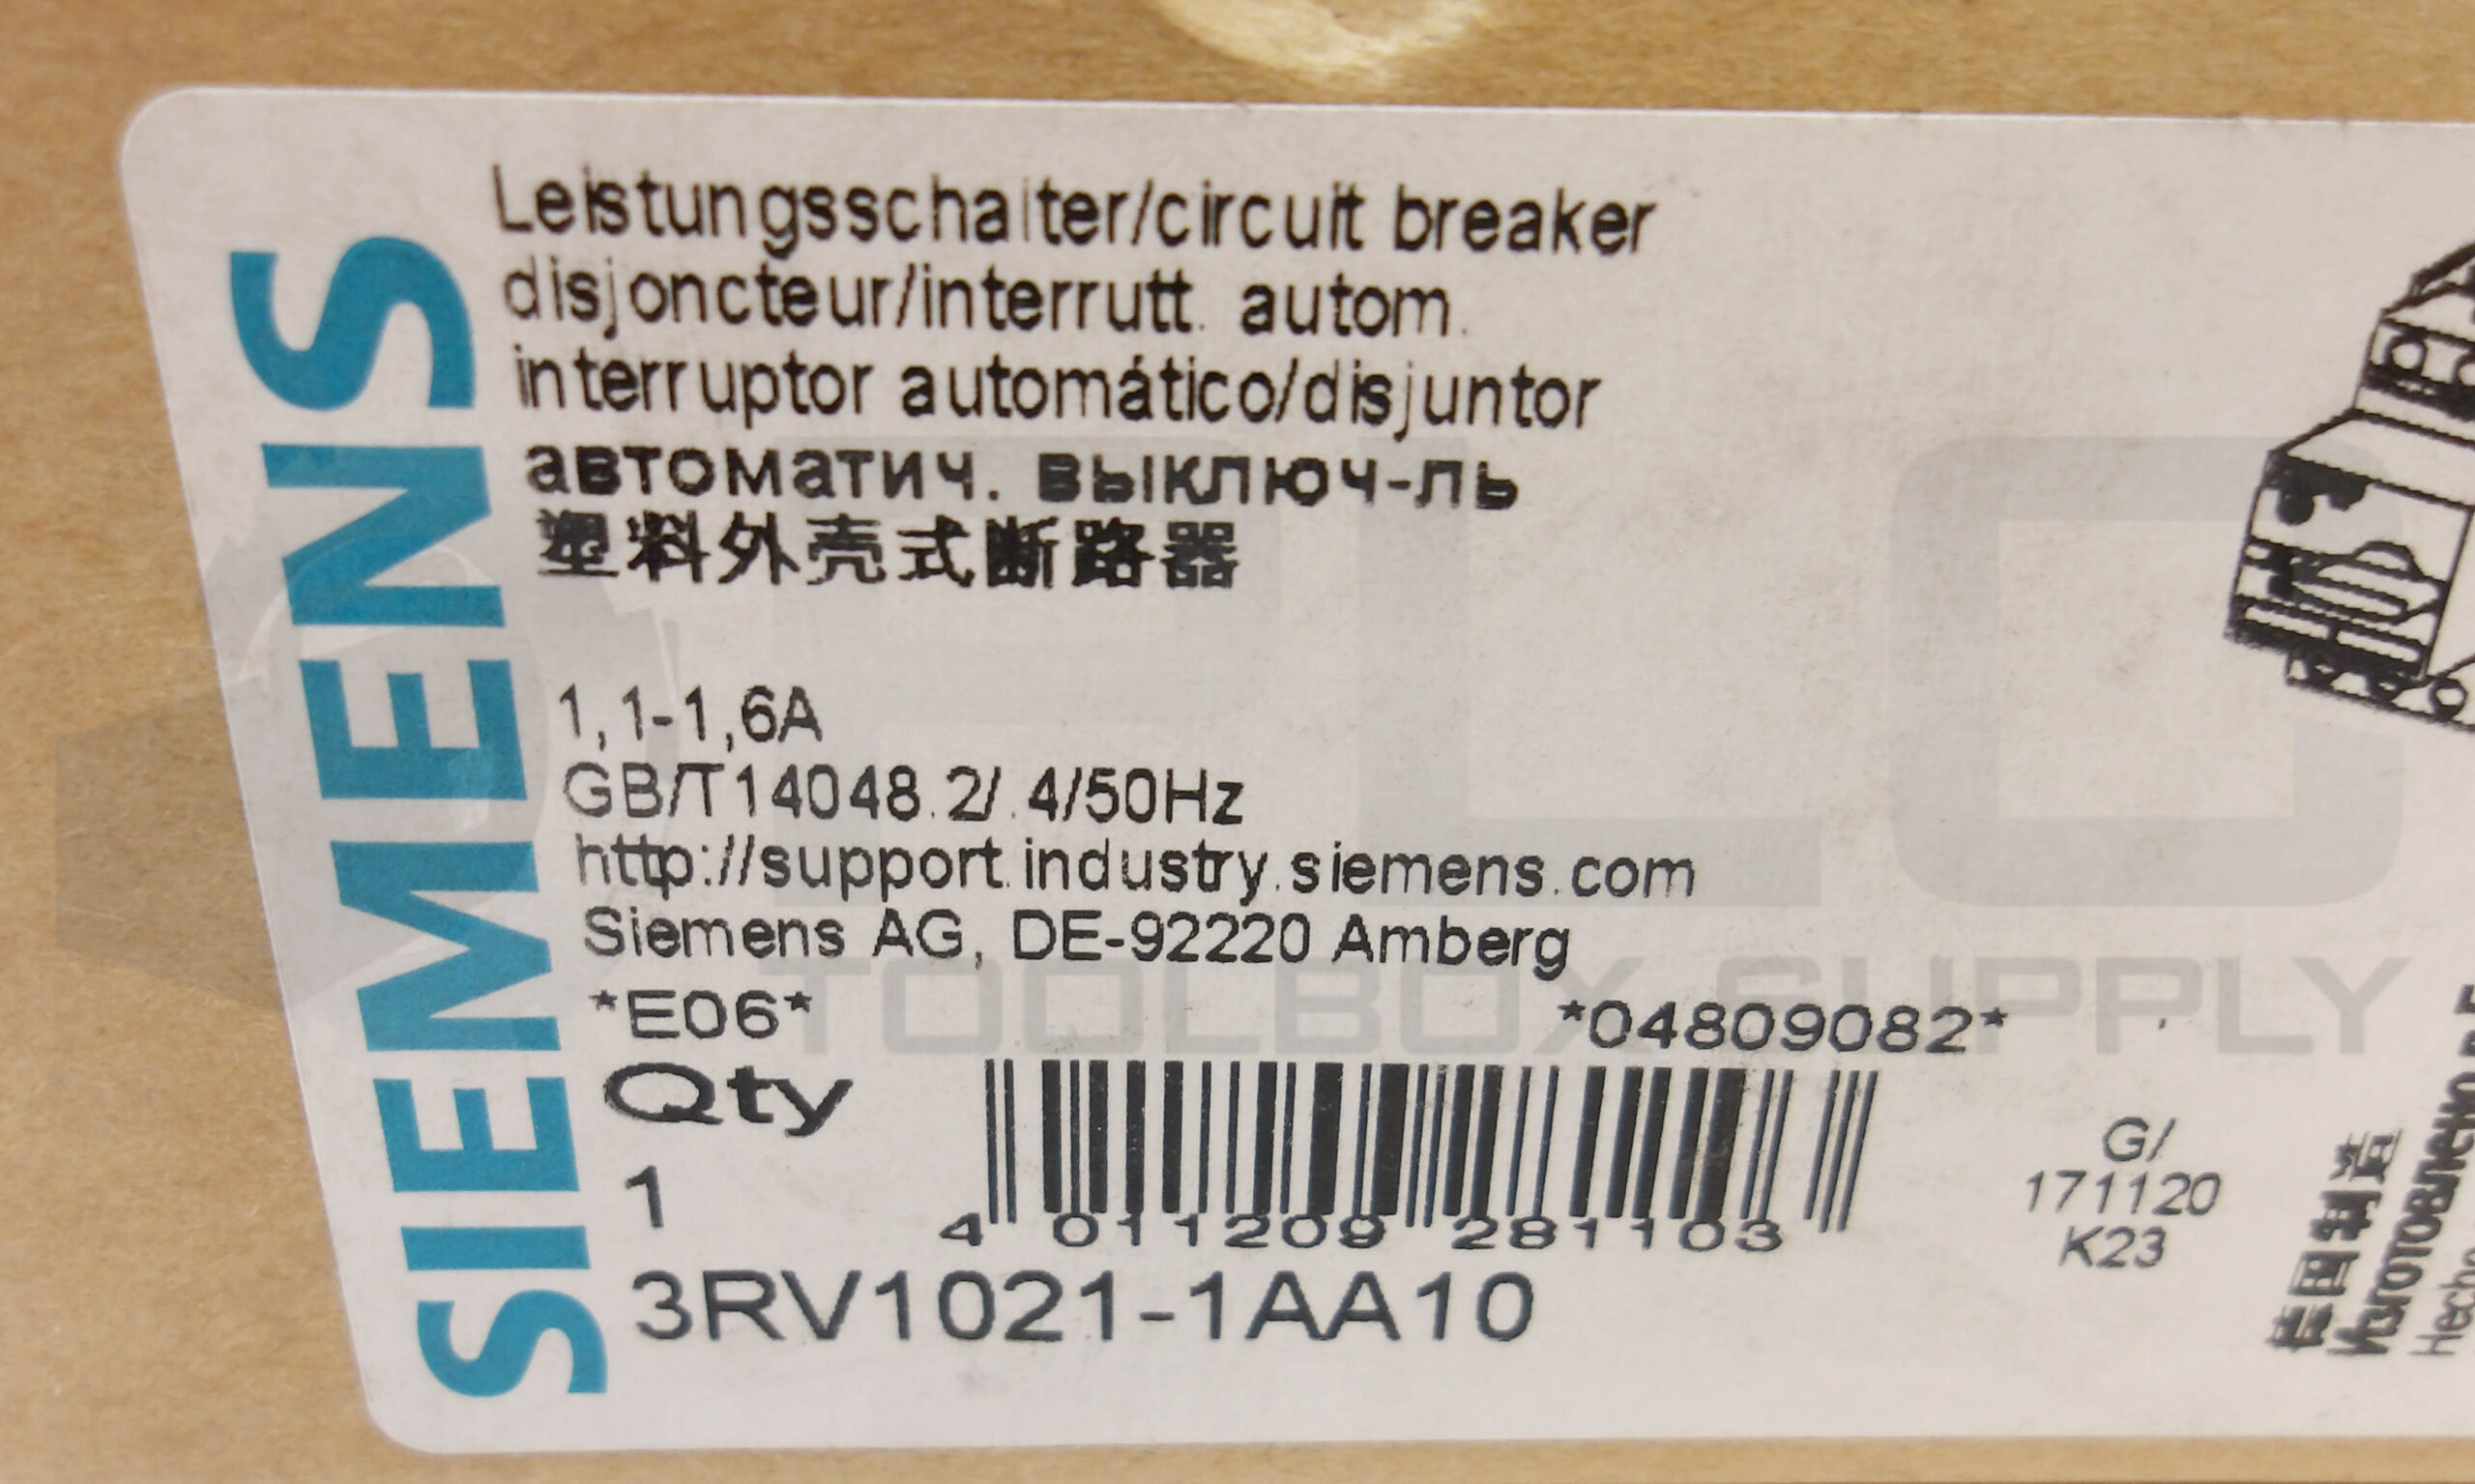 SIEMENS
Leistungsschalter/circuit breaker
disjoncteur/interrutt. autom.
interruptor automático/disjuntor
автоматич. выключ-ль
塑料外壳式断路器
1,1-1,6A
GB/T14048.2/.4/50Hz
http://support.industry.siemens.com
Siemens AG, DE-92220 Amberg
*E06* *04809082*
Qty
1
4 011209 281103
3RV1021-1AA10
G/
171120
K23
德国制造
Изготовлено в
Hecho
PLC
TOOLBOX SUPPLY